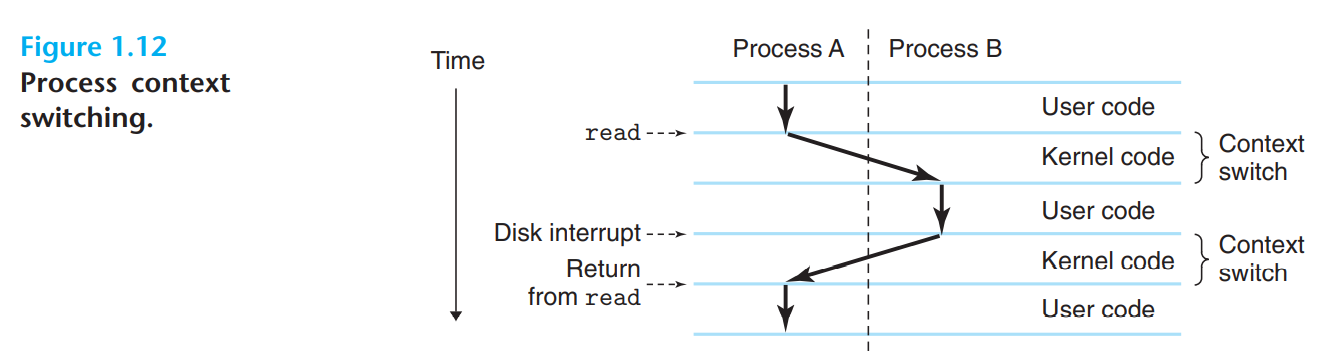 Figure 1.12
Process context
switching.
Time
Process A
Process B
User code
read
Kernel code
Context
switch
User code
Disk interrupt
Kernel code
Context
switch
Return
from read
User code